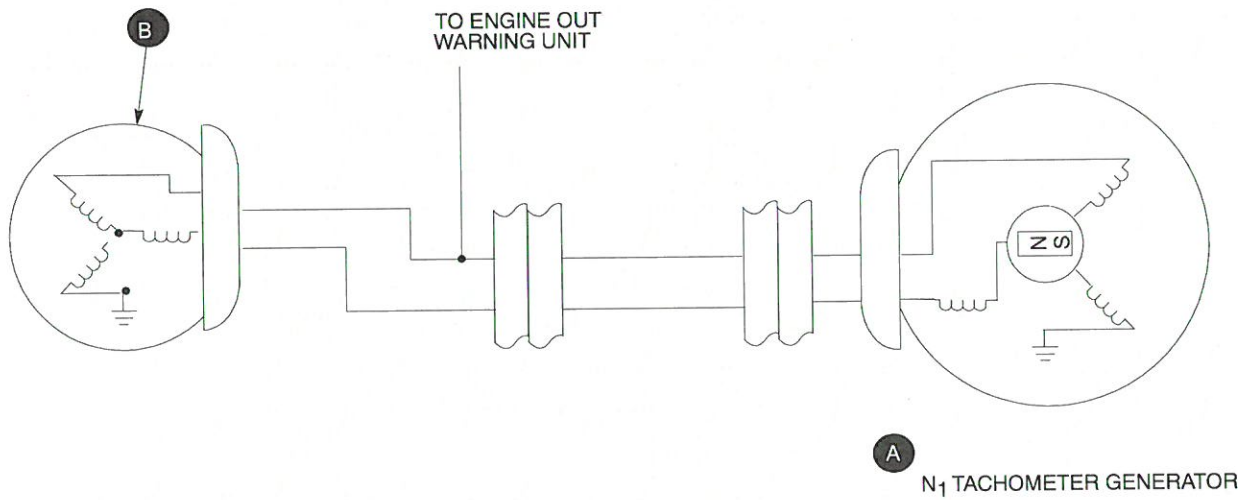 B
TO ENGINE OUT
WARNING UNIT
N S
A
N1 TACHOMETER GENERATOR